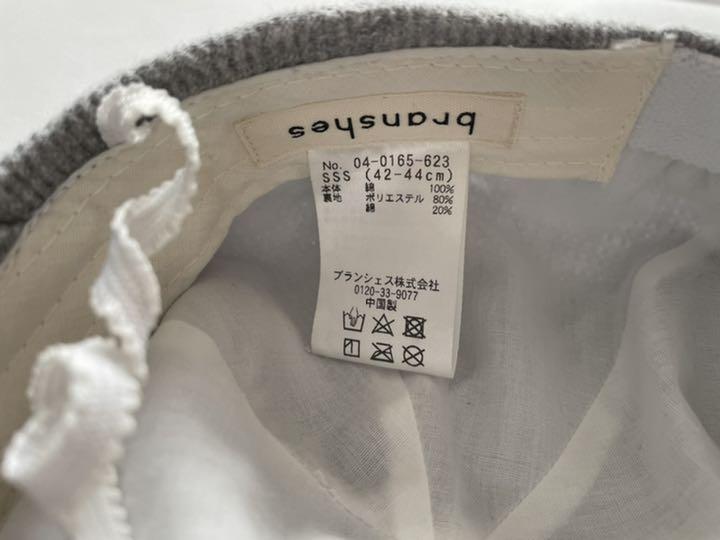 branshes
No. 04-0165-623
SSS (42-44cm)
本体 綿 100%
裏地 ポリエステル 80%
綿 20%
ブランシェス株式会社
0120-33-9077
中国製